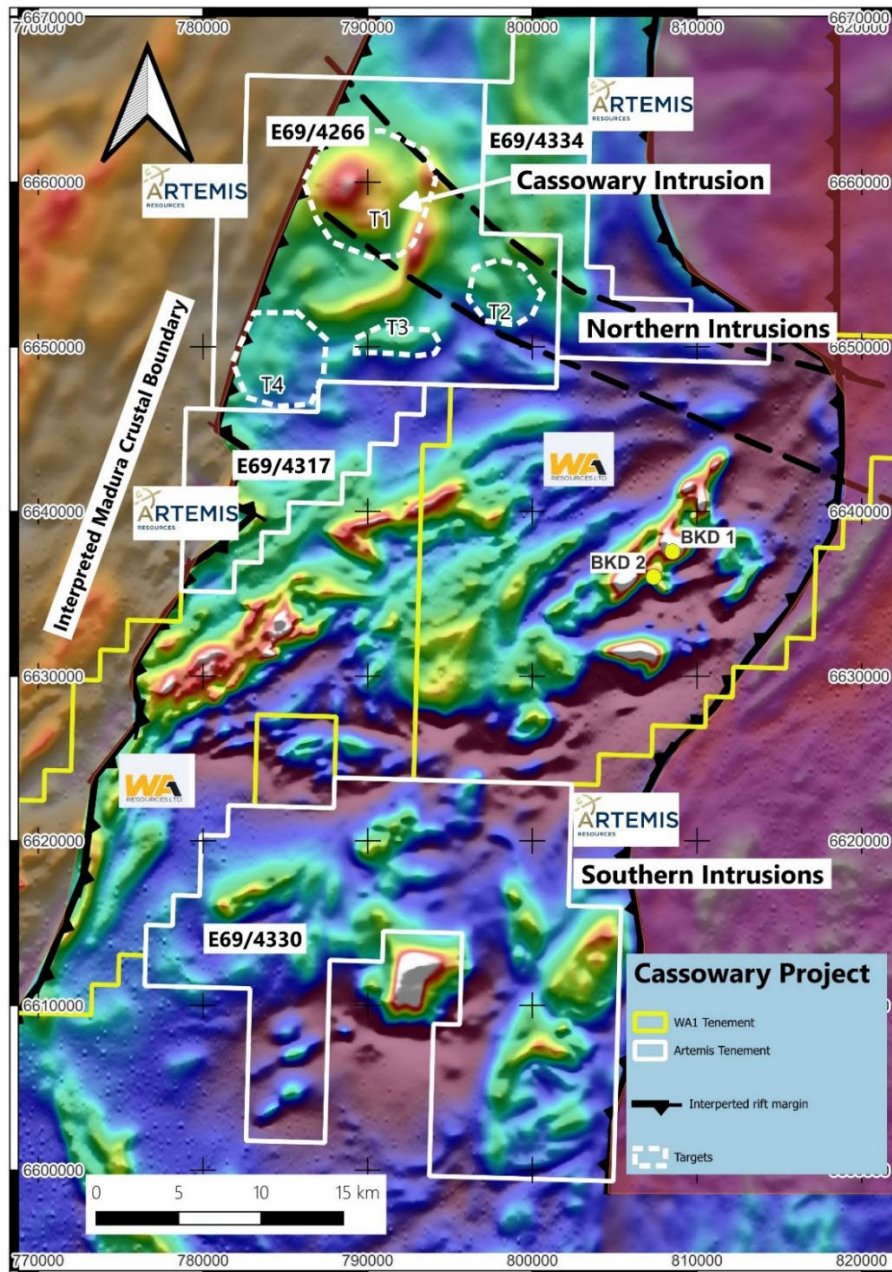 770000 780000 790000 800000 810000 820000
6670000 6670000
ARTEMIS
RESOURCES
E69/4266
E69/4334
6660000
ARTEMIS
RESOURCES
Cassowary Intrusion
T1
T2
Northern Intrusions
T3
6650000 6650000
T4
Interpreted Madura Crustal Boundary
E69/4317
WA1
RESOURCES LTD
ARTEMIS
RESOURCES
6640000 6640000
BKD 1
BKD 2
6630000 6630000
WA1
RESOURCES LTD
ARTEMIS
RESOURCES
6620000 6620000
Southern Intrusions
E69/4330
6610000
Cassowary Project
WA1 Tenement
Artemis Tenement
Interperted rift margin
Targets
6600000
0 5 10 15 km
770000 780000 790000 800000 810000 820000